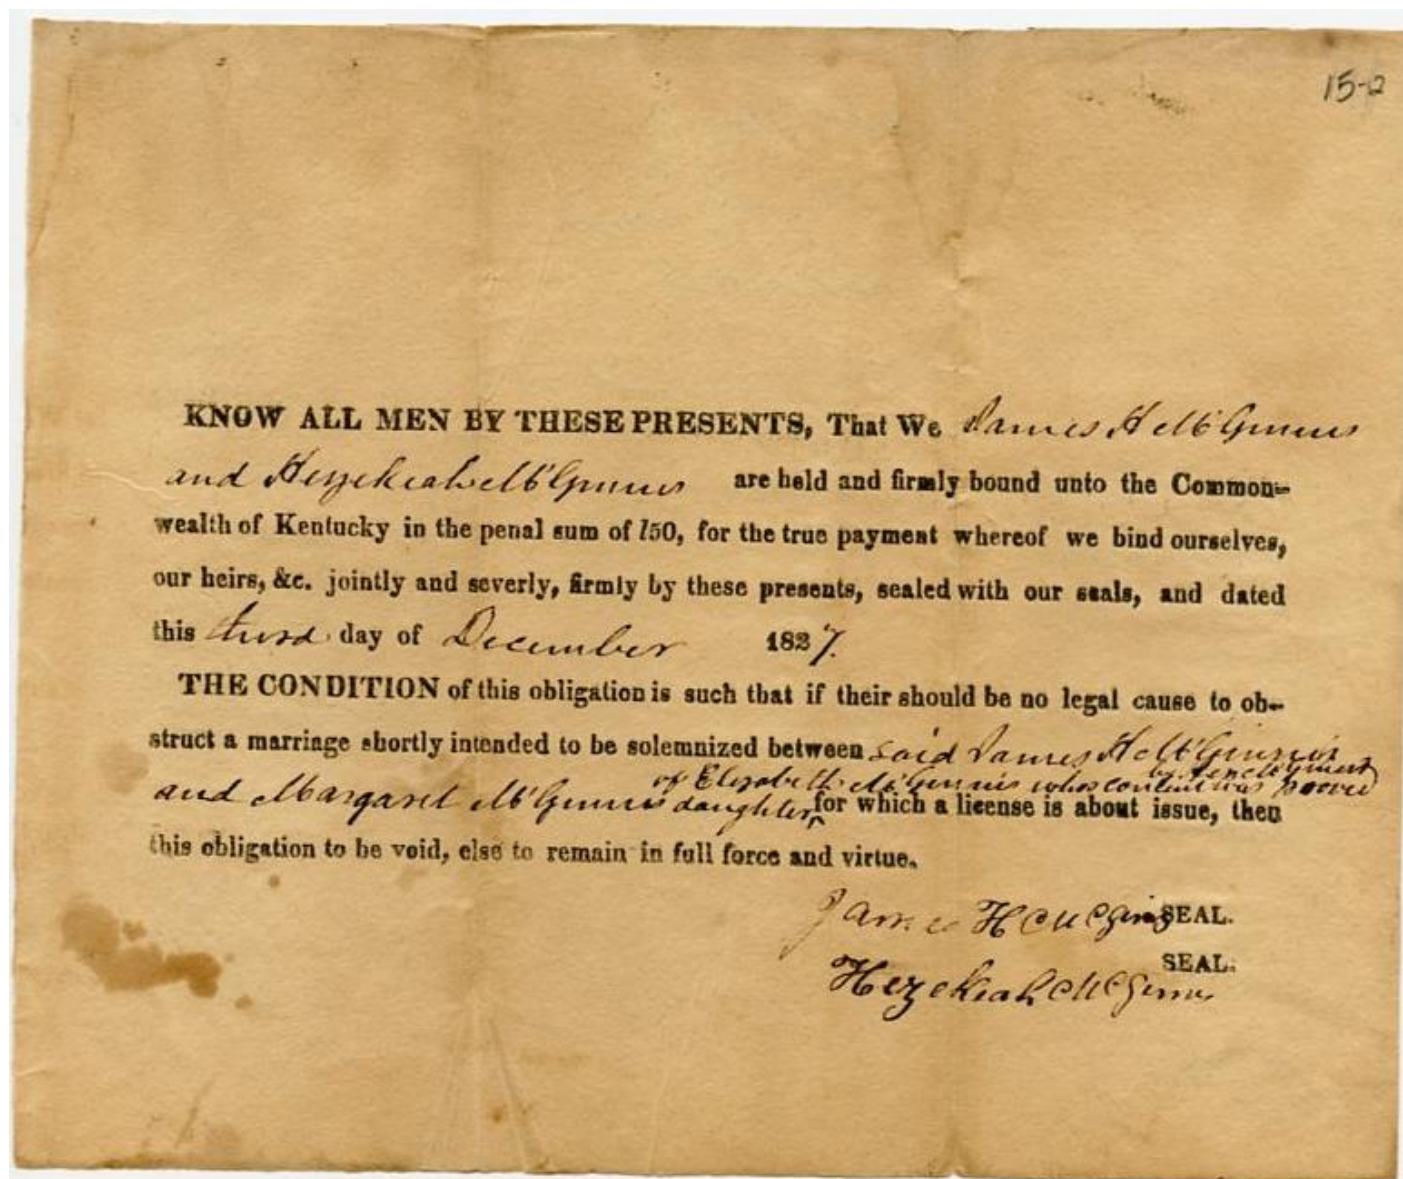 15-
KNOW ALL MEN BY THESE PRESENTS, That We James H McGinnis
and Hezekiah McGinnis are held and firmly bound unto the Common-
wealth of Kentucky in the penal sum of 150, for the true payment whereof we bind ourselves,
our heirs, &c. jointly and severly, firmly by these presents, sealed with our seals, and dated
this third day of December 1827.
THE CONDITION of this obligation is such that if their should be no legal cause to ob-
struct a marriage shortly intended to be solemnized between said James H McGinnis
of Elizabeth McGinnis whos consent was prooved
and Margaret McGinnis daughter for which a license is about issue, then
this obligation to be void, else to remain in full force and virtue.
James H McGinis SEAL.
SEAL.
Hezekiah McGinnis